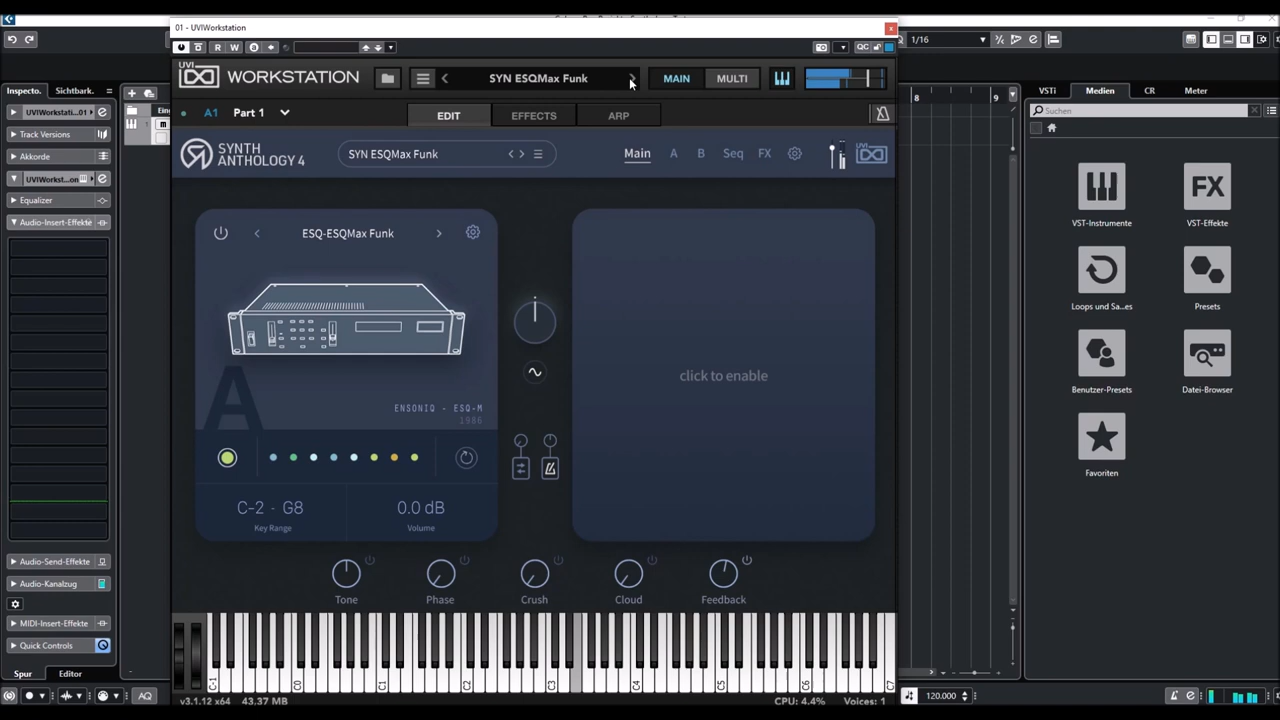 01 - UVIWorkstation
R W
QC
1/16
UVI WORKSTATION
SYN ESQMax Funk
MAIN MULTI
A1 Part 1
EDIT EFFECTS ARP
SYNTH
ANTHOLOGY 4
SYN ESQMax Funk
Main A B Seq FX
UVI
ESQ-ESQMax Funk
A
ENSONIQ - ESQ-M
1986
click to enable
C-2 - G8
Key Range
0.0 dB
Volume
Tone Phase Crush Cloud Feedback
C-1 C0 C1 C2 C3 C4 C5 C6 C7
v3.1.12 x64 43.37 MB CPU: 4.4% Voices: 1
Inspecto. Sichtbark.
UVIWorkstati...01
Track Versions
Akkorde
UVIWorkst...on
Equalizer
Audio-Insert-Effekte
Audio-Send-Effekte
Audio-Kanalzug
MIDI-Insert-Effekte
Quick Controls
Spur Editor
AQ
Ein
m
8 9
VSTi Medien CR Meter
Suchen
VST-Instrumente
FX
VST-Effekte
Loops und Sa...es
Presets
Benutzer-Presets
Datei-Browser
Favoriten
120.000